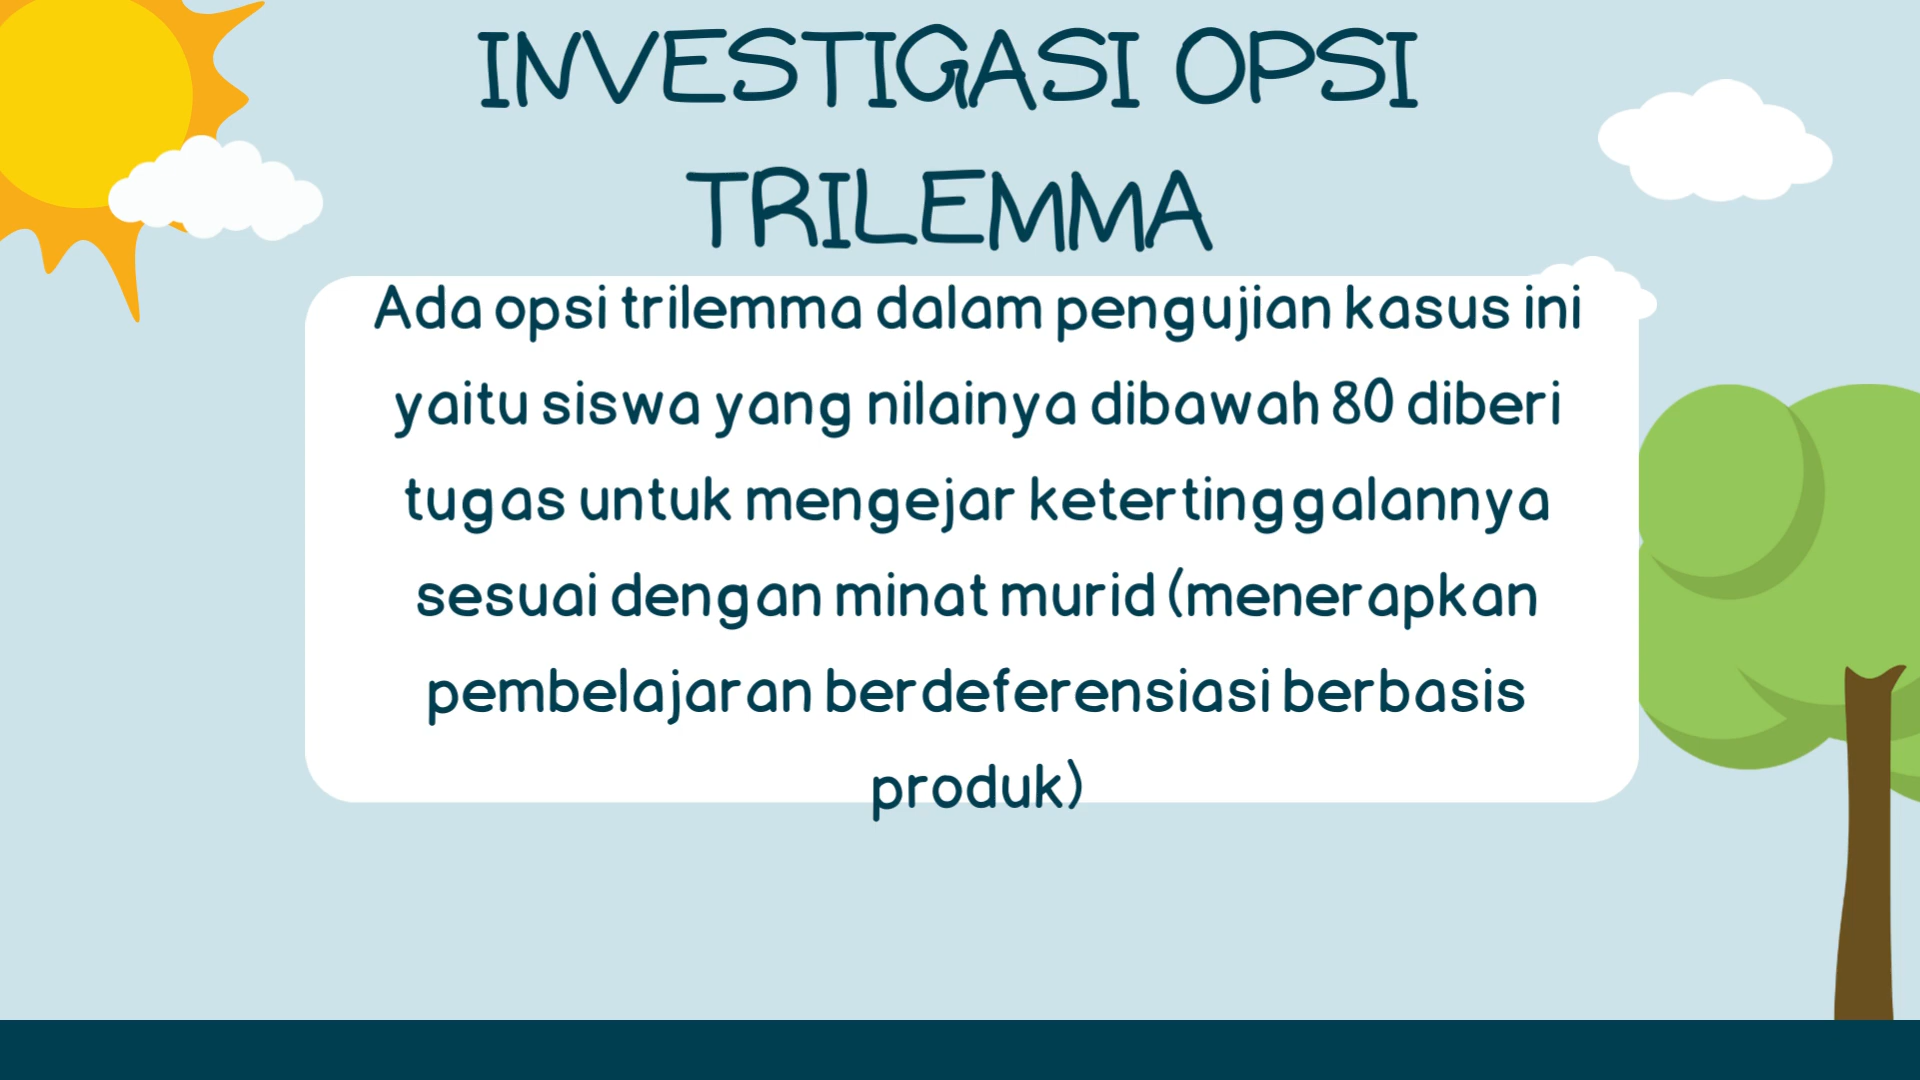 INVESTIGASI OPSI
TRILEMMA
Ada opsi trilemma dalam pengujian kasus ini
yaitu siswa yang nilainya dibawah 80 diberi
tugas untuk mengejar ketertinggalannya
sesuai dengan minat murid (menerapkan
pembelajaran berdeferensiasi berbasis
produk)